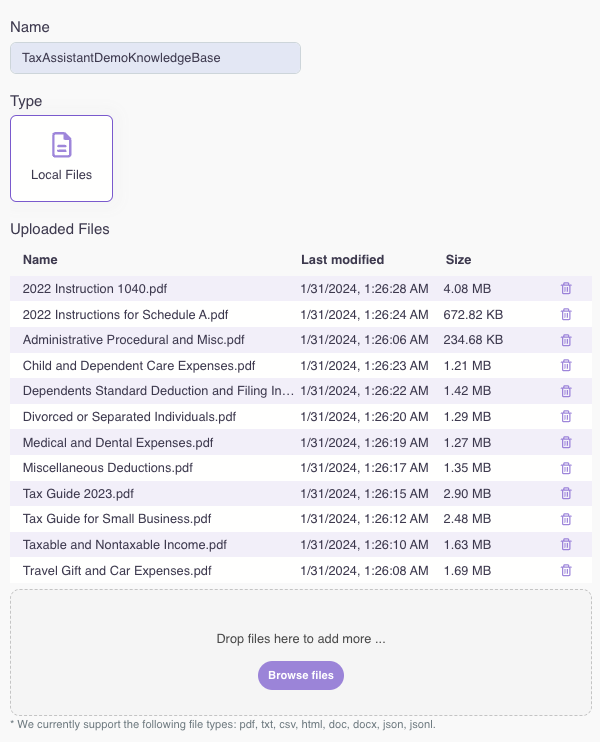 Name
TaxAssistantDemoKnowledgeBase
Type
Local Files
Uploaded Files
Name Last modified Size
2022 Instruction 1040.pdf 1/31/2024, 1:26:28 AM 4.08 MB
2022 Instructions for Schedule A.pdf 1/31/2024, 1:26:24 AM 672.82 KB
Administrative Procedural and Misc.pdf 1/31/2024, 1:26:06 AM 234.68 KB
Child and Dependent Care Expenses.pdf 1/31/2024, 1:26:23 AM 1.21 MB
Dependents Standard Deduction and Filing In... 1/31/2024, 1:26:22 AM 1.42 MB
Divorced or Separated Individuals.pdf 1/31/2024, 1:26:20 AM 1.29 MB
Medical and Dental Expenses.pdf 1/31/2024, 1:26:19 AM 1.27 MB
Miscellaneous Deductions.pdf 1/31/2024, 1:26:17 AM 1.35 MB
Tax Guide 2023.pdf 1/31/2024, 1:26:15 AM 2.90 MB
Tax Guide for Small Business.pdf 1/31/2024, 1:26:12 AM 2.48 MB
Taxable and Nontaxable Income.pdf 1/31/2024, 1:26:10 AM 1.63 MB
Travel Gift and Car Expenses.pdf 1/31/2024, 1:26:08 AM 1.69 MB
Drop files here to add more ...
Browse files
* We currently support the following file types: pdf, txt, csv, html, doc, docx, json, jsonl.